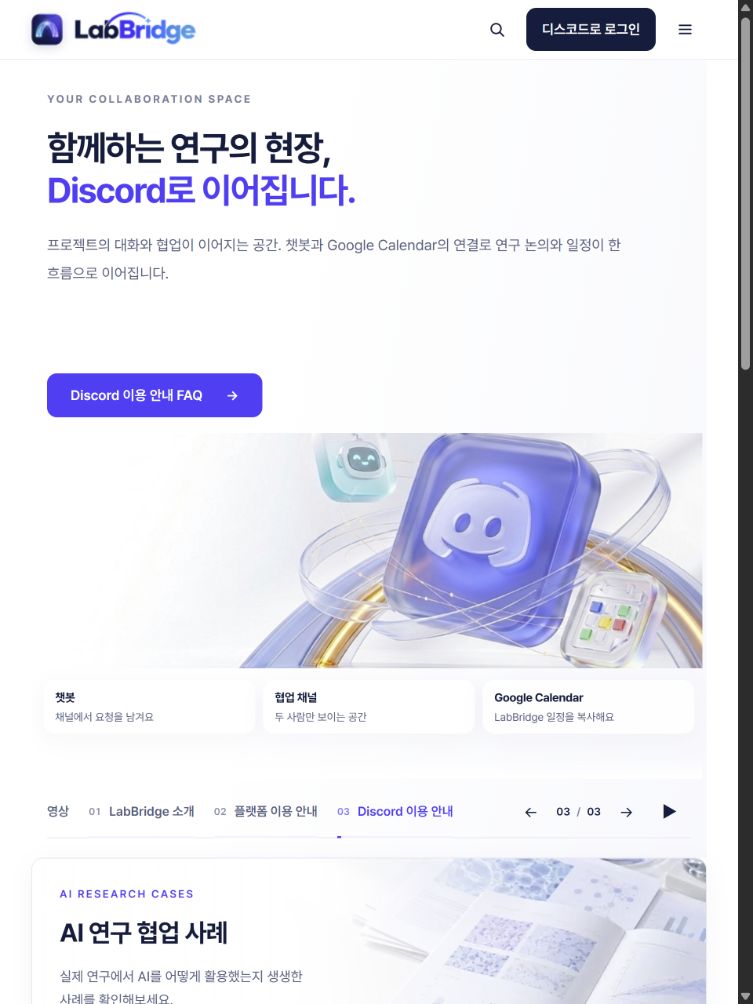 LabBridge
디스코드로 로그인
YOUR COLLABORATION SPACE
함께하는 연구의 현장,
Discord로 이어집니다.
프로젝트의 대화와 협업이 이어지는 공간. 챗봇과 Google Calendar의 연결로 연구 논의와 일정이 한
흐름으로 이어집니다.
Discord 이용 안내 FAQ →
챗봇
채널에서 요청을 남겨요
협업 채널
두 사람만 보이는 공간
Google Calendar
LabBridge 일정을 복사해요
영상 01 LabBridge 소개 02 플랫폼 이용 안내 03 Discord 이용 안내 ← 03 / 03 →
AI RESEARCH CASES
AI 연구 협업 사례
실제 연구에서 AI를 어떻게 활용했는지 생생한
사례를 확인해보세요.